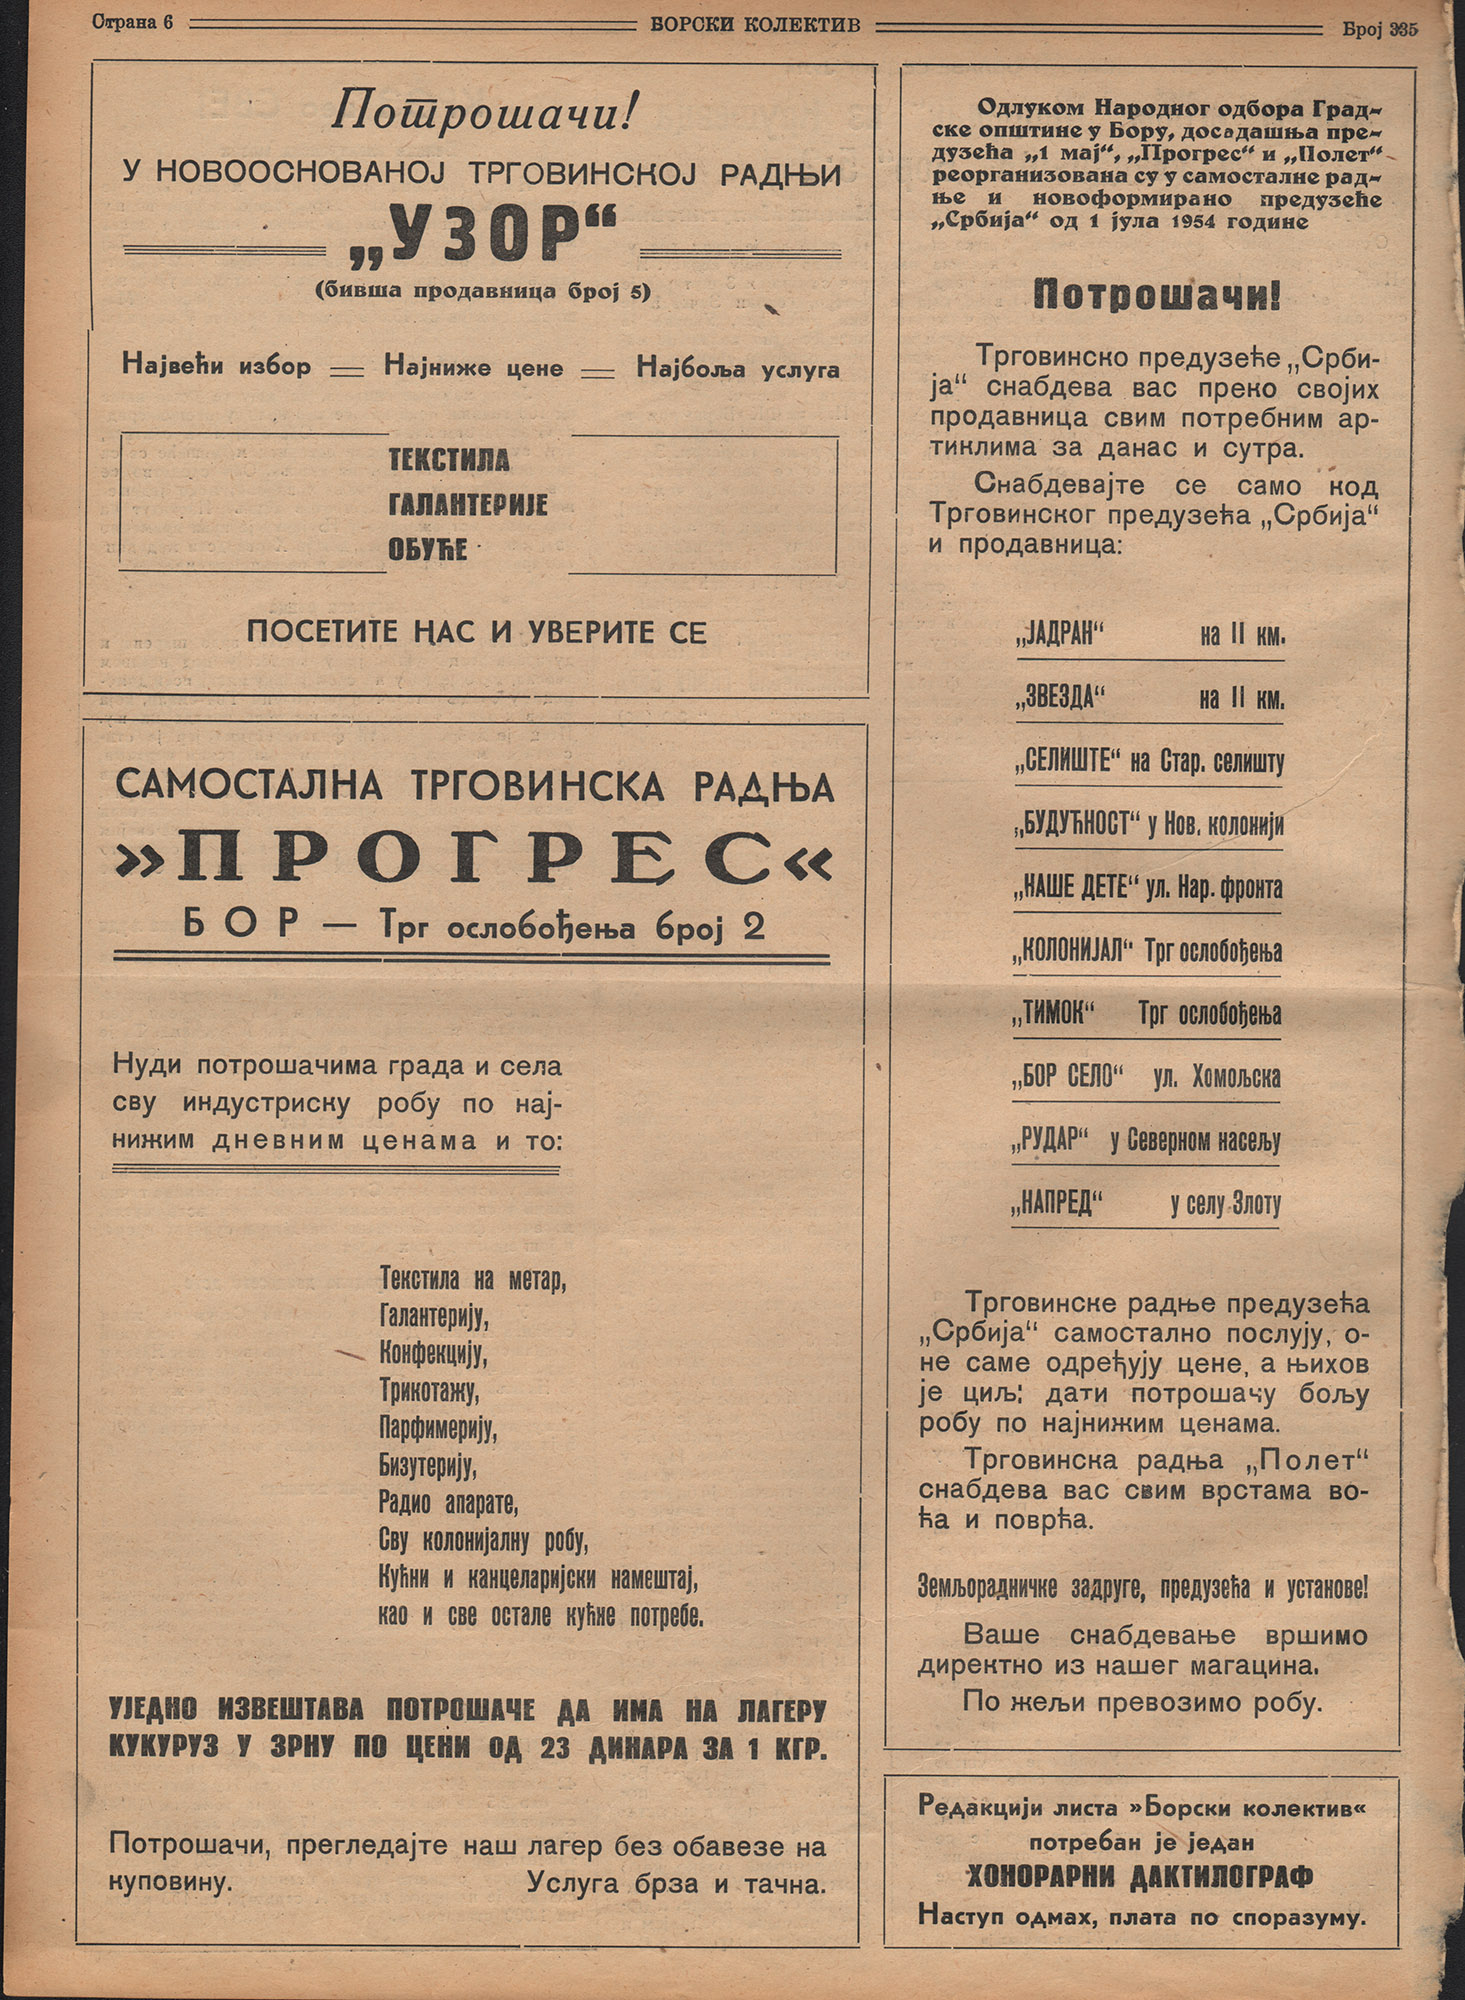 Страна 6
БОРСКИ КОЛЕКТИВ
Број 335
Потрошачи!
У НОВООСНОВАНОЈ ТРГОВИНСКОЈ РАДЊИ
„УЗОР“
(бивша продавница број 5)
Највећи избор = Најниже цене = Најбоља услуга
ТЕКСТИЛА
ГАЛАНТЕРИЈЕ
ОБУЋЕ
ПОСЕТИТЕ НАС И УВЕРИТЕ СЕ
САМОСТАЛНА ТРГОВИНСКА РАДЊА
»ПРОГРЕС«
БОР — Трг ослобођења број 2
Нуди потрошачима града и села
сву индустриску робу по нај-
нижим дневним ценама и то:
Текстила на метар,
Галантерију,
Конфекцију,
Трикотажу,
Парфимерију,
Бизутерију,
Радио апарате,
Сву колонијалну робу,
Кућни и канцеларијски намештај,
као и све остале кућне потребе.
УЈЕДНО ИЗВЕШТАВА ПОТРОШАЧЕ ДА ИМА НА ЛАГЕРУ
КУКУРУЗ У ЗРНУ ПО ЦЕНИ ОД 23 ДИНАРА ЗА 1 КГР.
Потрошачи, прегледајте наш лагер без обавезе на
куповину. Услуга брза и тачна.
Одлуком Народног одбора Град-
ске општине у Бору, досадашња пре-
дузећа „1 мај“, „Прогрес“ и „Полет“
реорганизована су у самосталне рад-
ње и новоформирано предузеће
„Србија“ од 1 јула 1954 године
Потрошачи!
Трговинско предузеће „Срби-
ја“ снабдева вас преко својих
продавница свим потребним ар-
тиклима за данас и сутра.
Снабдевајте се само код
Трговинског предузећа „Србија“
и продавница:
„ЈАДРАН“ на II км.
„ЗВЕЗДА“ на II км.
„СЕЛИШТЕ“ на Стар. селишту
„БУДУЋНОСТ“ у Нов. колонији
„НАШЕ ДЕТЕ“ ул. Нар. фронта
„КОЛОНИЈАЛ“ Трг ослобођења
„ТИМОК“ Трг ослобођења
„БОР СЕЛО“ ул. Хомољска
„РУДАР“ у Северном насељу
„НАПРЕД“ у селу Злоту
Трговинске радње предузећа
„Србија“ самостално послују, о-
не саме одређују цене, а њихов
је циљ: дати потрошачу бољу
робу по најнижим ценама.
Трговинска радња „Полет“
снабдева вас свим врстама во-
ћа и поврћа.
Земљорадничке задруге, предузећа и установе!
Ваше снабдевање вршимо
директно из нашег магацина.
По жељи превозимо робу.
Редакцији листа »Борски колектив«
потребан је један
ХОНОРАРНИ ДАКТИЛОГРАФ
Наступ одмах, плата по споразуму.